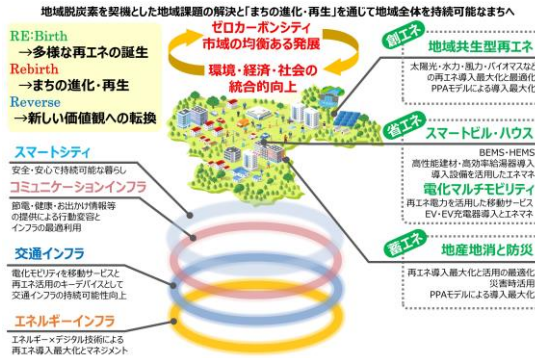 地域脱炭素を契機とした地域課題の解決と「まちの進化・再生」を通じて地域全体を持続可能なまちへ
RE:Birth
→多様な再エネの誕生
Rebirth
→まちの進化・再生
Reverse
→新しい価値観への転換
ゼロカーボンシティ
市域の均衡ある発展
環境・経済・社会の
統合的向上
創エネ
地域共生型再エネ
太陽光・水力・風力・バイオマスなど
の再エネ導入最大化と最適化
PPAモデルによる導入最大化
省エネ
スマートビル・ハウス
BEMS・HEMS
高性能建材・高効率給湯器導入
導入設備を活用したエネマネ
電化マルチモビリティ
再エネ電力を活用した移動サービス
EV・EV充電器導入とエネマネ
蓄エネ
地産地消と防災
再エネ導入最大化と活用の最適化
災害時活用
PPAモデルによる導入最大化
スマートシティ
安全・安心で持続可能な暮らし
コミュニケーションインフラ
節電・健康・お出かけ情報等
の提供による行動変容と
インフラの最適利用
交通インフラ
電化モビリティを移動サービスと
再エネ活用のキーデバイスとして
交通インフラの持続可能性向上
エネルギーインフラ
エネルギー×デジタル技術による
再エネ導入最大化とマネジメント